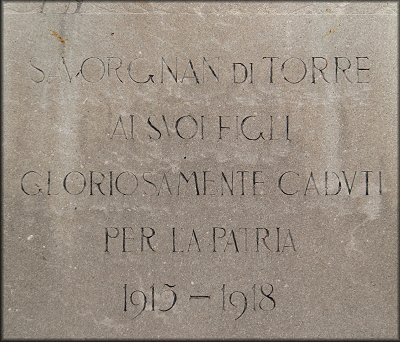 SAVORGNAN DI TORRE
AI SVOI FIGLI
GLORIOSAMENTE CADVTI
PER LA PATRIA
1915 – 1918